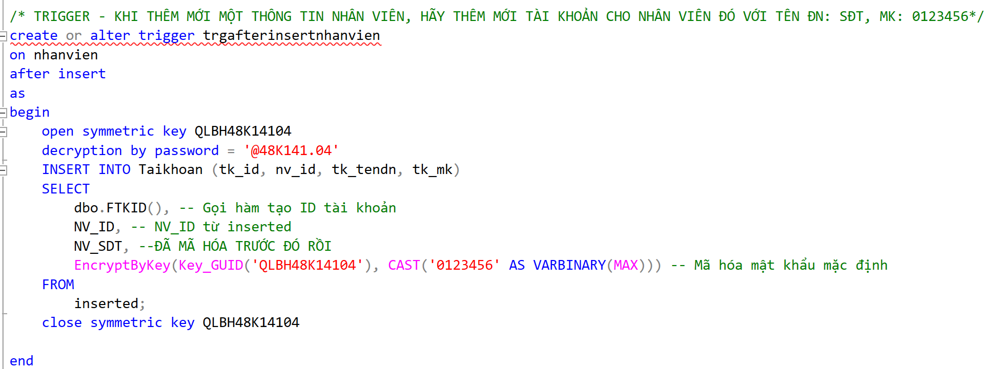 /* TRIGGER - KHI THÊM MỚI MỘT THÔNG TIN NHÂN VIÊN, HÃY THÊM MỚI TÀI KHOẢN CHO NHÂN VIÊN ĐÓ VỚI TÊN ĐN: SĐT, MK: 0123456*/
create or alter trigger trgafterinsertnhanvien
on nhanvien
after insert
as
begin
    open symmetric key QLBH48K14104
    decryption by password = '@48K141.04'
    INSERT INTO Taikhoan (tk_id, nv_id, tk_tendn, tk_mk)
    SELECT
        dbo.FTKID(), -- Gọi hàm tạo ID tài khoản
        NV_ID, -- NV_ID từ inserted
        NV_SDT, --ĐÃ MÃ HÓA TRƯỚC ĐÓ RỒI
        EncryptByKey(Key_GUID('QLBH48K14104'), CAST('0123456' AS VARBINARY(MAX))) -- Mã hóa mật khẩu mặc định
    FROM
        inserted;
    close symmetric key QLBH48K14104
end